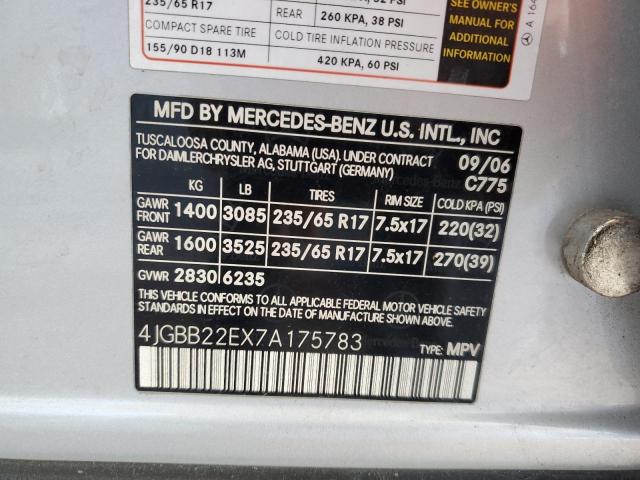 235/65 R17
REAR 260 KPA, 38 PSI
COMPACT SPARE TIRE COLD TIRE INFLATION PRESSURE
155/90 D18 113M 420 KPA, 60 PSI
SEE OWNER'S
MANUAL FOR
ADDITIONAL
INFORMATION
MFD BY MERCEDES-BENZ U.S. INTL., INC
TUSCALOOSA COUNTY, ALABAMA (USA). UNDER CONTRACT 09/06
FOR DAIMLERCHRYSLER AG, STUTTGART (GERMANY) C775
KG LB TIRES RIM SIZE COLD KPA (PSI)
GAWR FRONT 1400 3085 235/65 R17 7.5x17 220(32)
GAWR REAR 1600 3525 235/65 R17 7.5x17 270(39)
GVWR 2830 6235
THIS VEHICLE CONFORMS TO ALL APPLICABLE FEDERAL MOTOR VEHICLE SAFETY
STANDARDS IN EFFECT ON THE DATE OF MANUFACTURE SHOWN ABOVE.
4JGBB22EX7A175783 TYPE: MPV